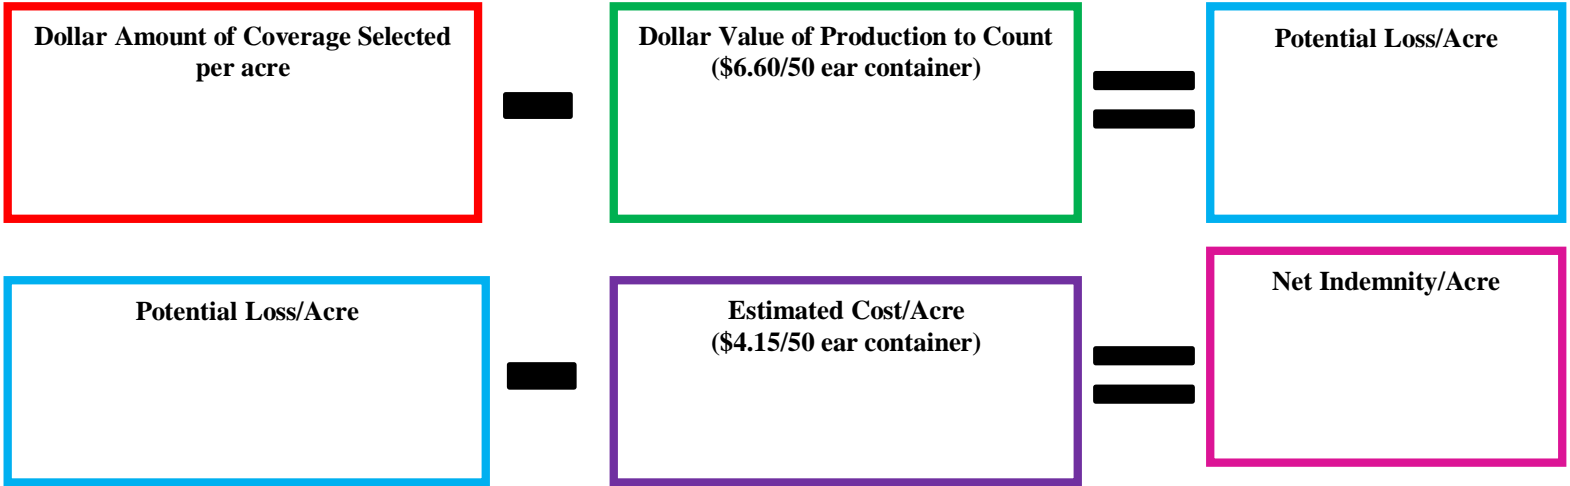 Dollar Amount of Coverage Selected
per acre
Dollar Value of Production to Count
($6.60/50 ear container)
Potential Loss/Acre
Potential Loss/Acre
Estimated Cost/Acre
($4.15/50 ear container)
Net Indemnity/Acre